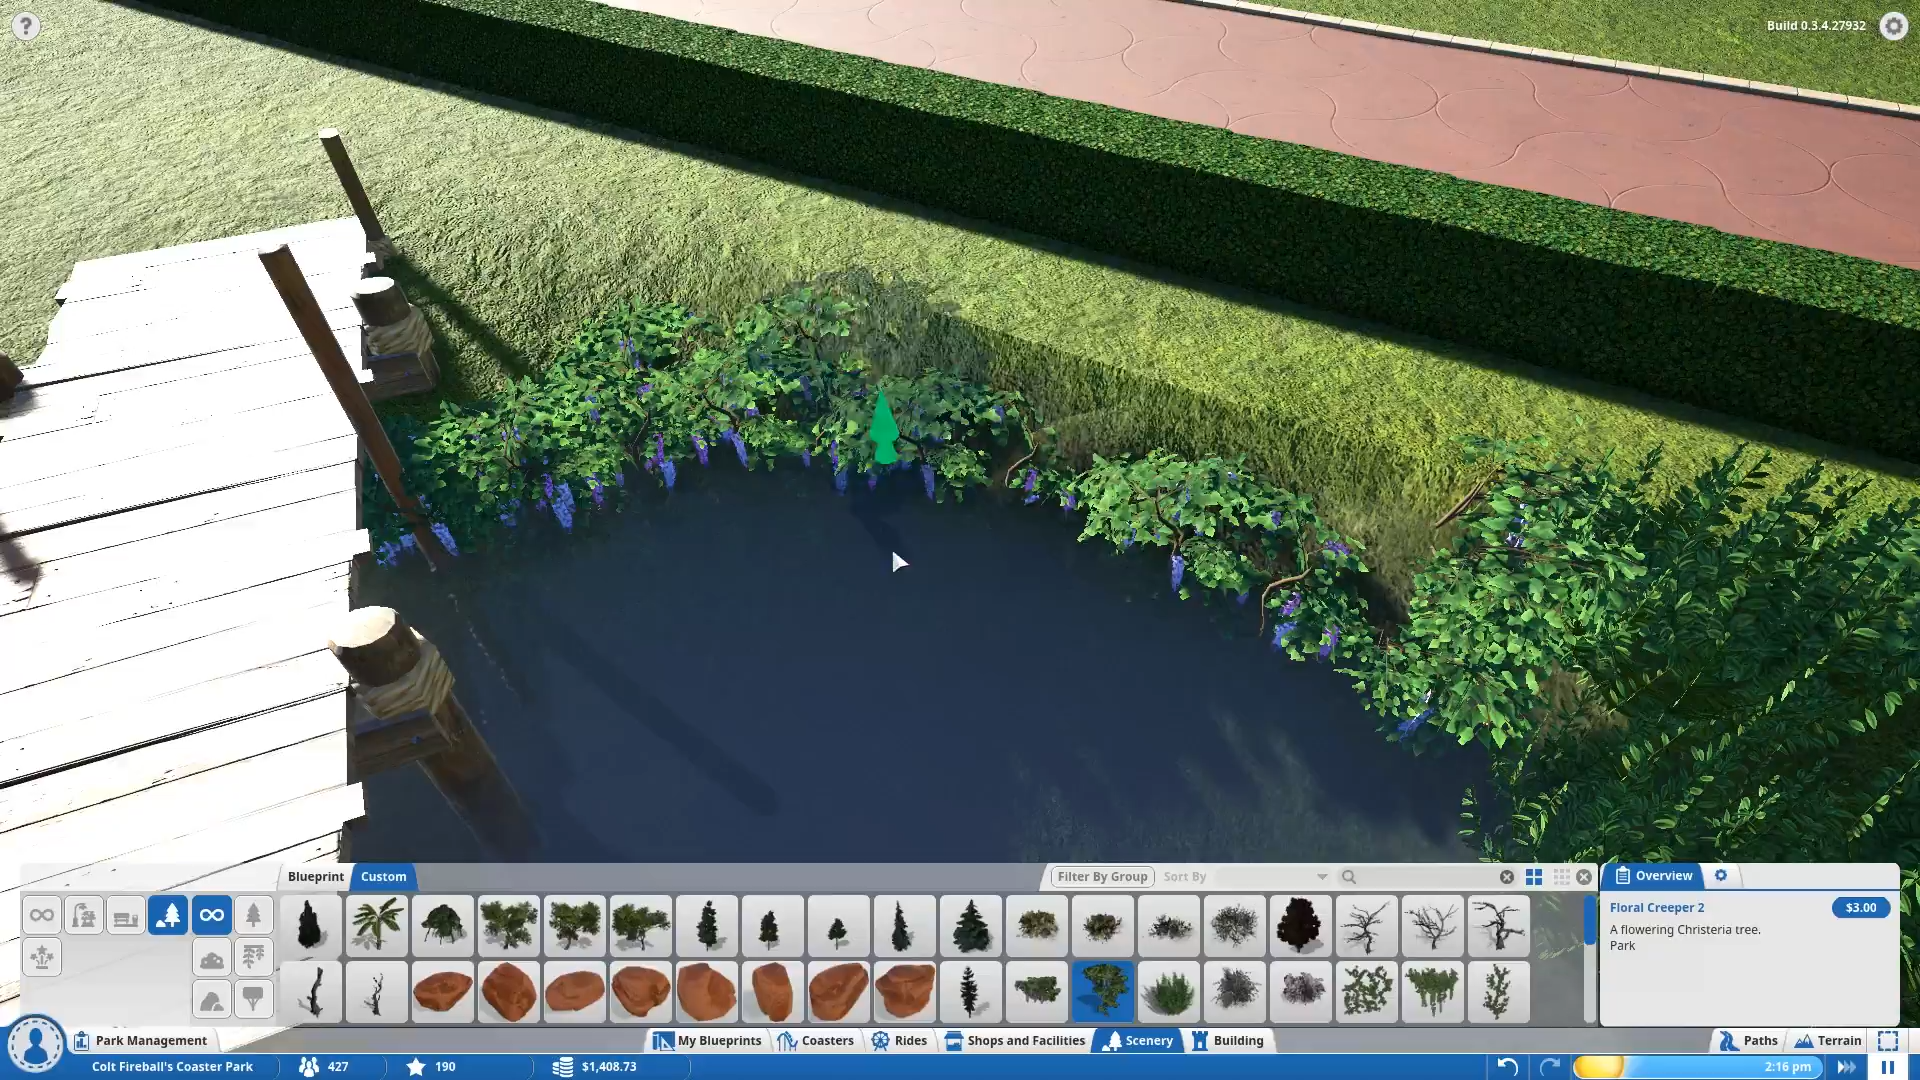 ?
Build 0.3.4.27932
Blueprint
Custom
Filter By Group
Sort By
Overview
Floral Creeper 2
$3.00
A flowering Christeria tree.
Park
Park Management
My Blueprints
Coasters
Rides
Shops and Facilities
Scenery
Building
Paths
Terrain
Colt Fireball's Coaster Park
427
190
$1,408.73
2:16 pm